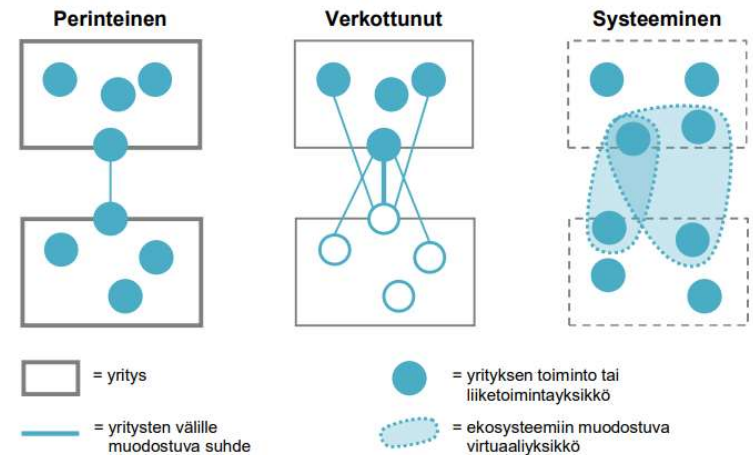 Perinteinen
Verkottunut
Systeeminen
= yritys
= yrityksen toiminto tai
liiketoimintayksikkö
= yritysten välille
muodostuva suhde
= ekosysteemiin muodostuva
virtuaaliyksikkö